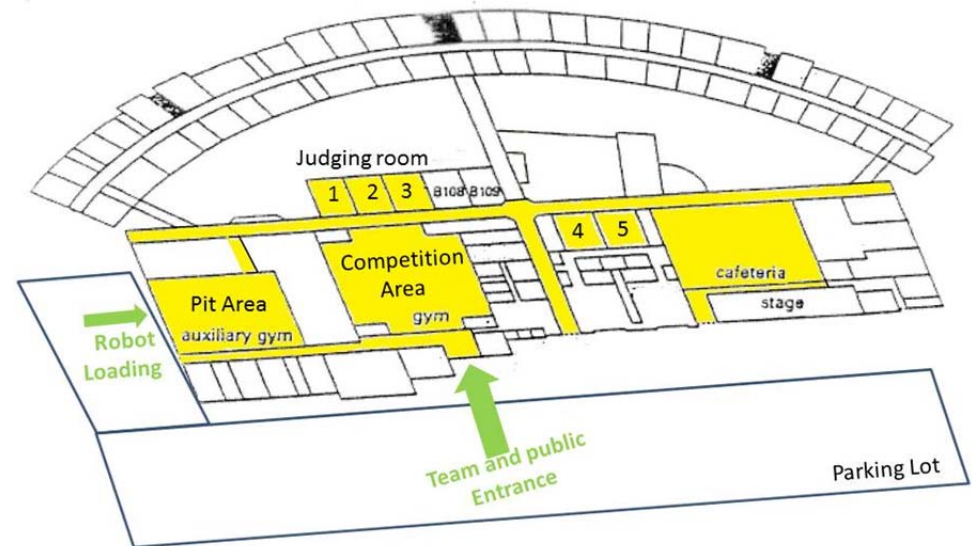 Judging room
1
2
3
B108
B109
4
5
Competition
Area
gym
cafeteria
stage
Pit Area
auxiliary gym
Robot
Loading
Team and public
Entrance
Parking Lot